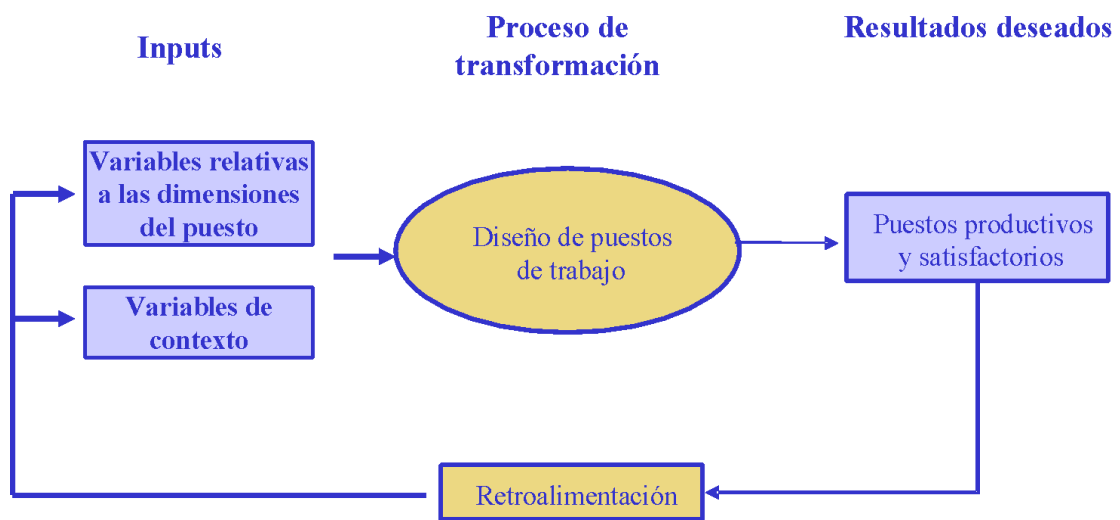 Inputs
Proceso de
transformación
Resultados deseados
Variables relativas
a las dimensiones
del puesto
Variables de
contexto
Diseño de puestos
de trabajo
Puestos productivos
y satisfactorios
Retroalimentación